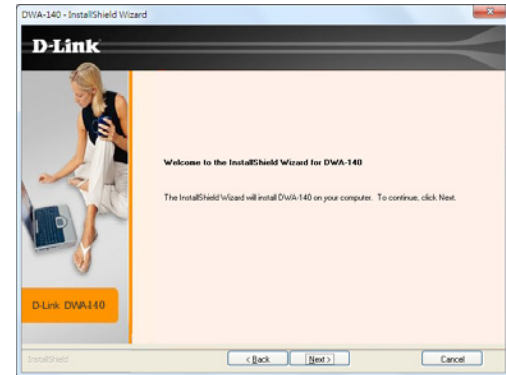 DWA-140 - InstallShield Wizard
D-Link
Welcome to the InstallShield Wizard for DWA-140
The InstallShield Wizard will install DWA-140 on your computer. To continue, click Next.
D-Link DWA-140
InstallShield
< Back
Next >
Cancel